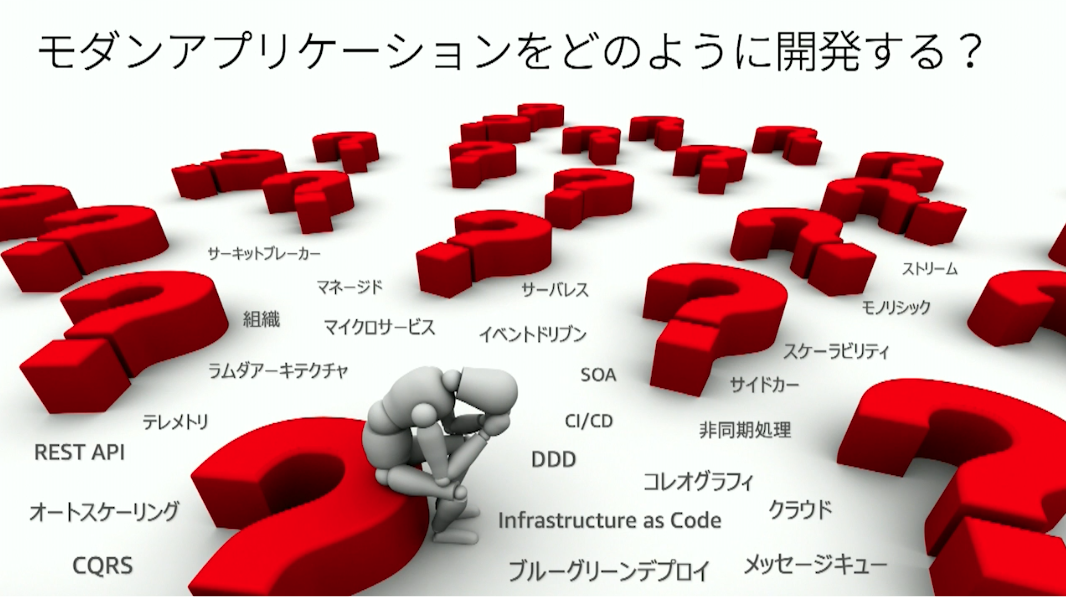 モダンアプリケーションをどのように開発する？
サーキットブレーカー
ストリーム
マネージド
サーバレス
モノリシック
組織
マイクロサービス
イベントドリブン
スケーラビリティ
ラムダアーキテクチャ
SOA
サイドカー
テレメトリ
CI/CD
非同期処理
REST API
DDD
コレオグラフィ
オートスケーリング
Infrastructure as Code
クラウド
CQRS
ブルーグリーンデプロイ
メッセージキュー